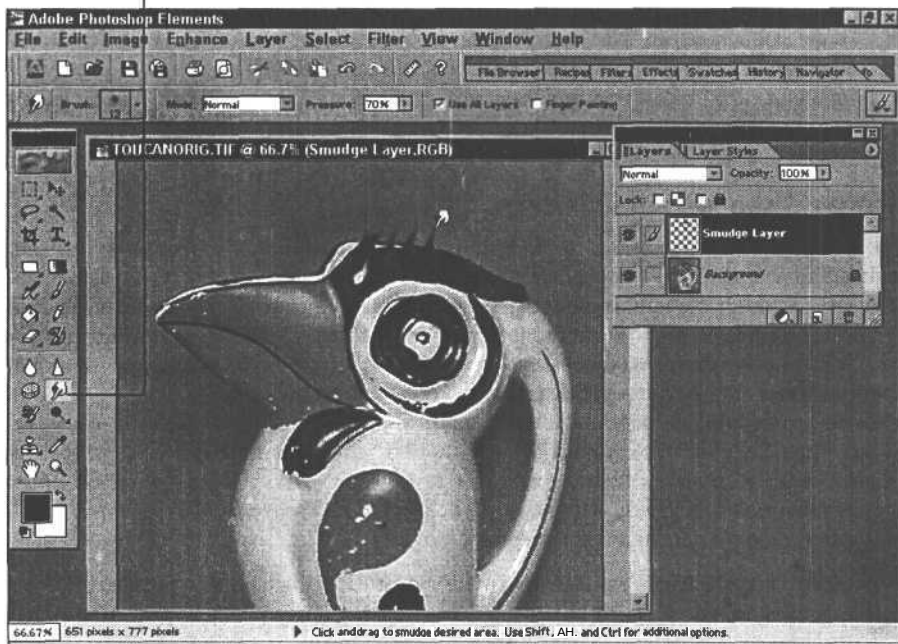 Adobe Photoshop Elements
File Edit Image Enhance Layer Select Filter View Window Help
File Browser Recipes Filters Effects Swatches History Navigator
Brush: 13 Mode: Normal Pressure: 70% Use All Layers Finger Painting
TOUCANORIG.TIF @ 66.7% (Smudge Layer,RGB)
Layers Layer Styles
Normal Opacity: 100%
Lock:
Smudge Layer
Background
66.67% 651 pixels x 777 pixels Click and drag to smudge desired area. Use Shift, AH. and Ctrl for additional options.